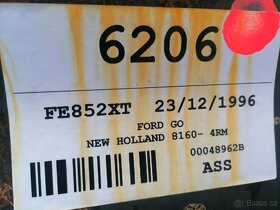 6206
FE852XT 23/12/1996
FORD GO
NEW HOLLAND 8160- 4RM
00048962B
ASS
Bazos.cz